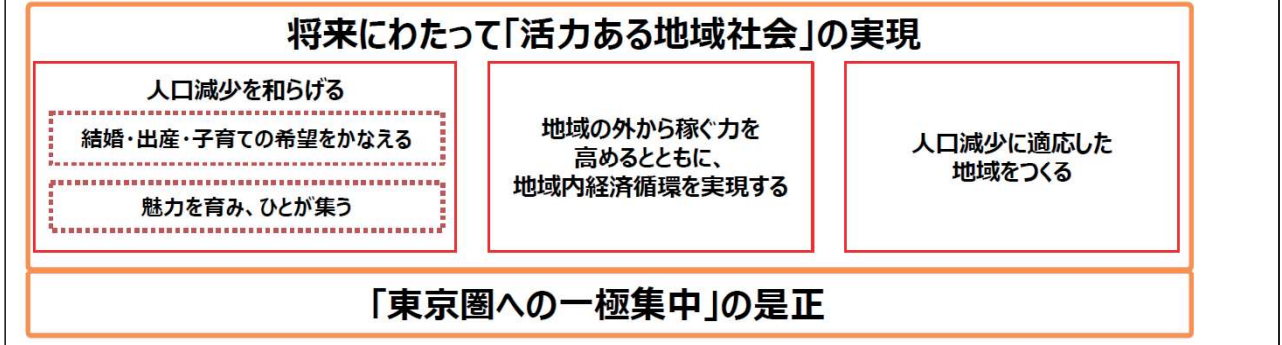 将来にわたって「活力ある地域社会」の実現
人口減少を和らげる
結婚・出産・子育ての希望をかなえる
魅力を育み、ひとが集う
地域の外から稼ぐ力を
高めるとともに、
地域内経済循環を実現する
人口減少に適応した
地域をつくる
「東京圏への一極集中」の是正